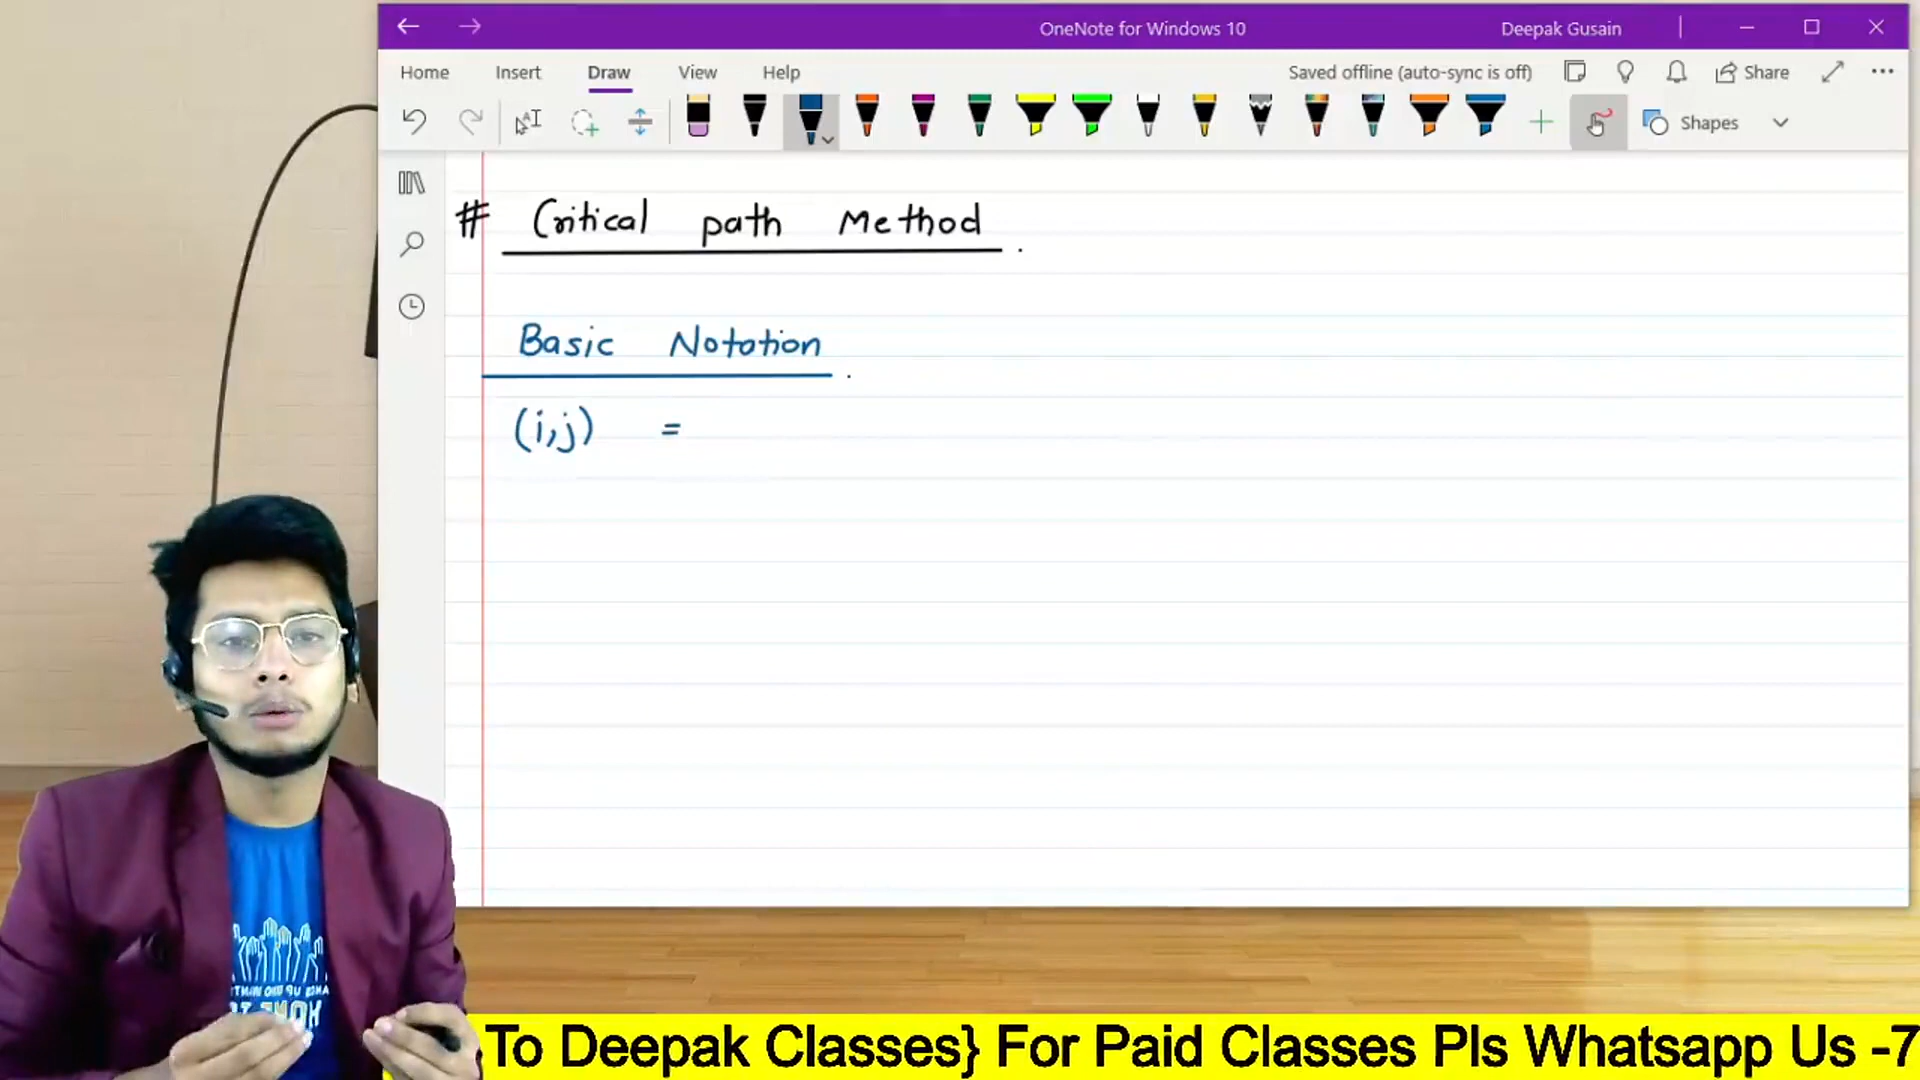 OneNote for Windows 10
Deepak Gusain
Home Insert Draw View Help
Saved offline (auto-sync is off)
Share
Shapes
# Critical path Method .
Basic Notation .
(i,j) =
To Deepak Classes} For Paid Classes Pls Whatsapp Us -7